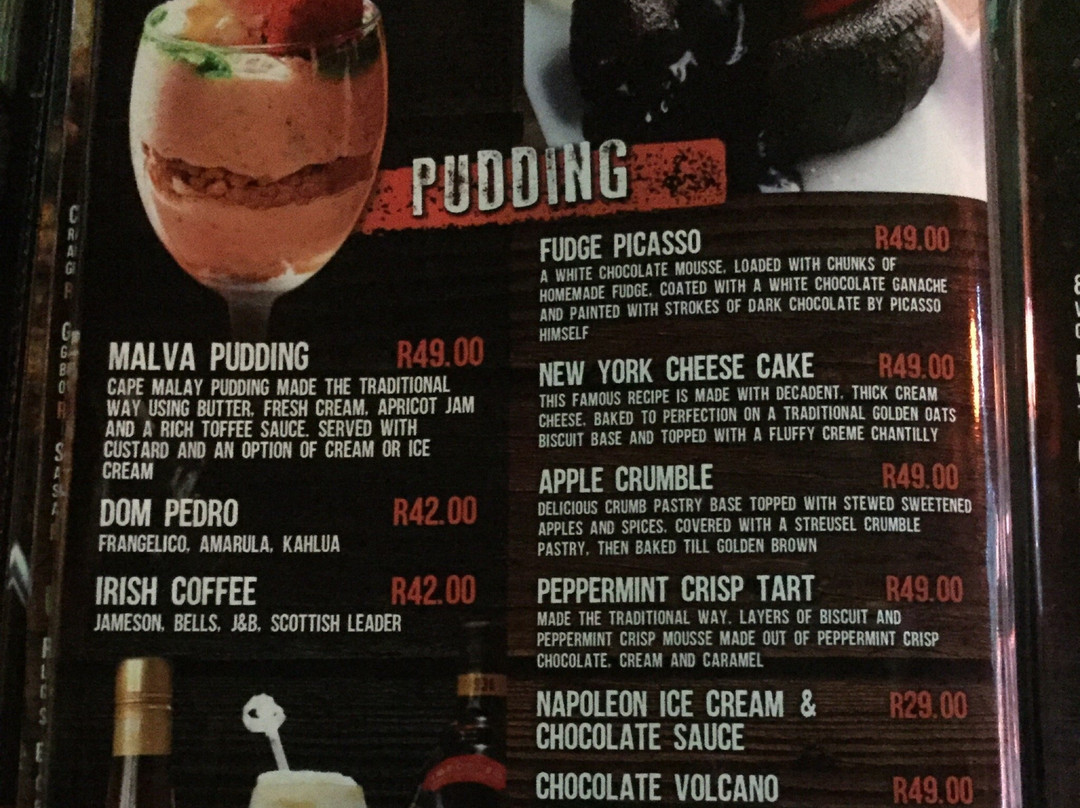 PUDDING
MALVA PUDDING R49.00
CAPE MALAY PUDDING MADE THE TRADITIONAL
WAY USING BUTTER, FRESH CREAM, APRICOT JAM
AND A RICH TOFFEE SAUCE. SERVED WITH
CUSTARD AND AN OPTION OF CREAM OR ICE
CREAM
DOM PEDRO R42.00
FRANGELICO, AMARULA, KAHLUA
IRISH COFFEE R42.00
JAMESON, BELLS, J&B, SCOTTISH LEADER
FUDGE PICASSO R49.00
A WHITE CHOCOLATE MOUSSE, LOADED WITH CHUNKS OF
HOMEMADE FUDGE, COATED WITH A WHITE CHOCOLATE GANACHE
AND PAINTED WITH STROKES OF DARK CHOCOLATE BY PICASSO
HIMSELF
NEW YORK CHEESE CAKE R49.00
THIS FAMOUS RECIPE IS MADE WITH DECADENT, THICK CREAM
CHEESE, BAKED TO PERFECTION ON A TRADITIONAL GOLDEN OATS
BISCUIT BASE AND TOPPED WITH A FLUFFY CREME CHANTILLY
APPLE CRUMBLE R49.00
DELICIOUS CRUMB PASTRY BASE TOPPED WITH STEWED SWEETENED
APPLES AND SPICES, COVERED WITH A STREUSEL CRUMBLE
PASTRY, THEN BAKED TILL GOLDEN BROWN
PEPPERMINT CRISP TART R49.00
MADE THE TRADITIONAL WAY, LAYERS OF BISCUIT AND
PEPPERMINT CRISP MOUSSE MADE OUT OF PEPPERMINT CRISP
CHOCOLATE, CREAM AND CARAMEL
NAPOLEON ICE CREAM & R29.00
CHOCOLATE SAUCE
CHOCOLATE VOLCANO R49.00